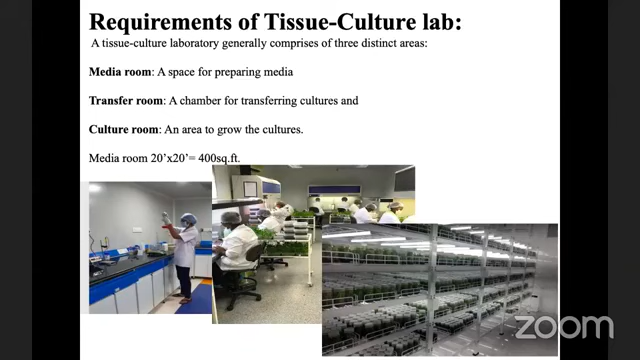 Requirements of Tissue-Culture lab:
A tissue-culture laboratory generally comprises of three distinct areas:
Media room: A space for preparing media
Transfer room: A chamber for transferring cultures and
Culture room: An area to grow the cultures.
Media room 20’x20’= 400sq.ft.
zoom